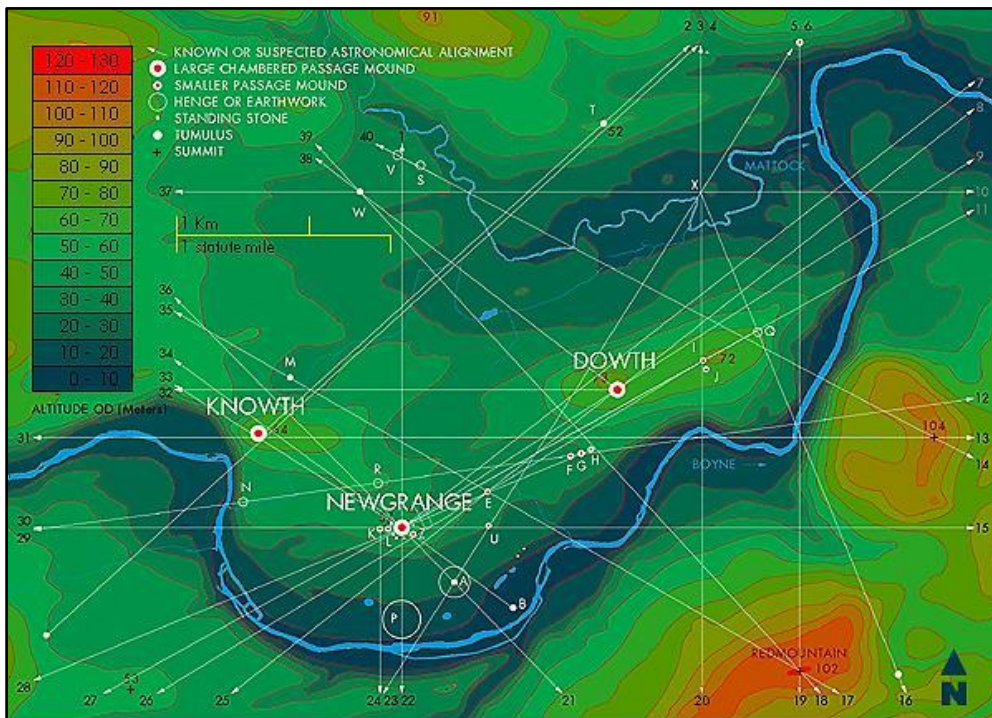 91
2 3 4
5 6
120 - 130
110 - 120
100 - 110
90 - 100
80 - 90
70 - 80
60 - 70
50 - 60
40 - 50
30 - 40
20 - 30
10 - 20
0 - 10
ALTITUDE OD (Meters)
KNOWN OR SUSPECTED ASTRONOMICAL ALIGNMENT
LARGE CHAMBERED PASSAGE MOUND
SMALLER PASSAGE MOUND
HENGE OR EARTHWORK
STANDING STONE
TUMULUS
SUMMIT
1 Km
1 statute mile
39
40
1
38
V
S
T
52
7
8
MATTOCK
9
37
W
X
10
11
36
35
34
33
32
M
DOWTH
I
72
J
Q
KNOWTH
12
31
104
13
14
F
G
H
BOYNE
R
N
NEWGRANGE
E
30
29
K
L
Z
U
15
A
P
B
REDMOUNTAIN
102
28
53
27
26
25
24
23
22
21
20
19
18
17
16
N